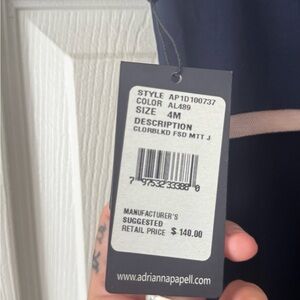 STYLE AP1D100737
COLOR AL489
SIZE 4M
DESCRIPTION
CLORBLKD FSD MTT J
7 97532 33388 0
MANUFACTURER'S
SUGGESTED
RETAIL PRICE $ 140.00
www.adriannapapell.com